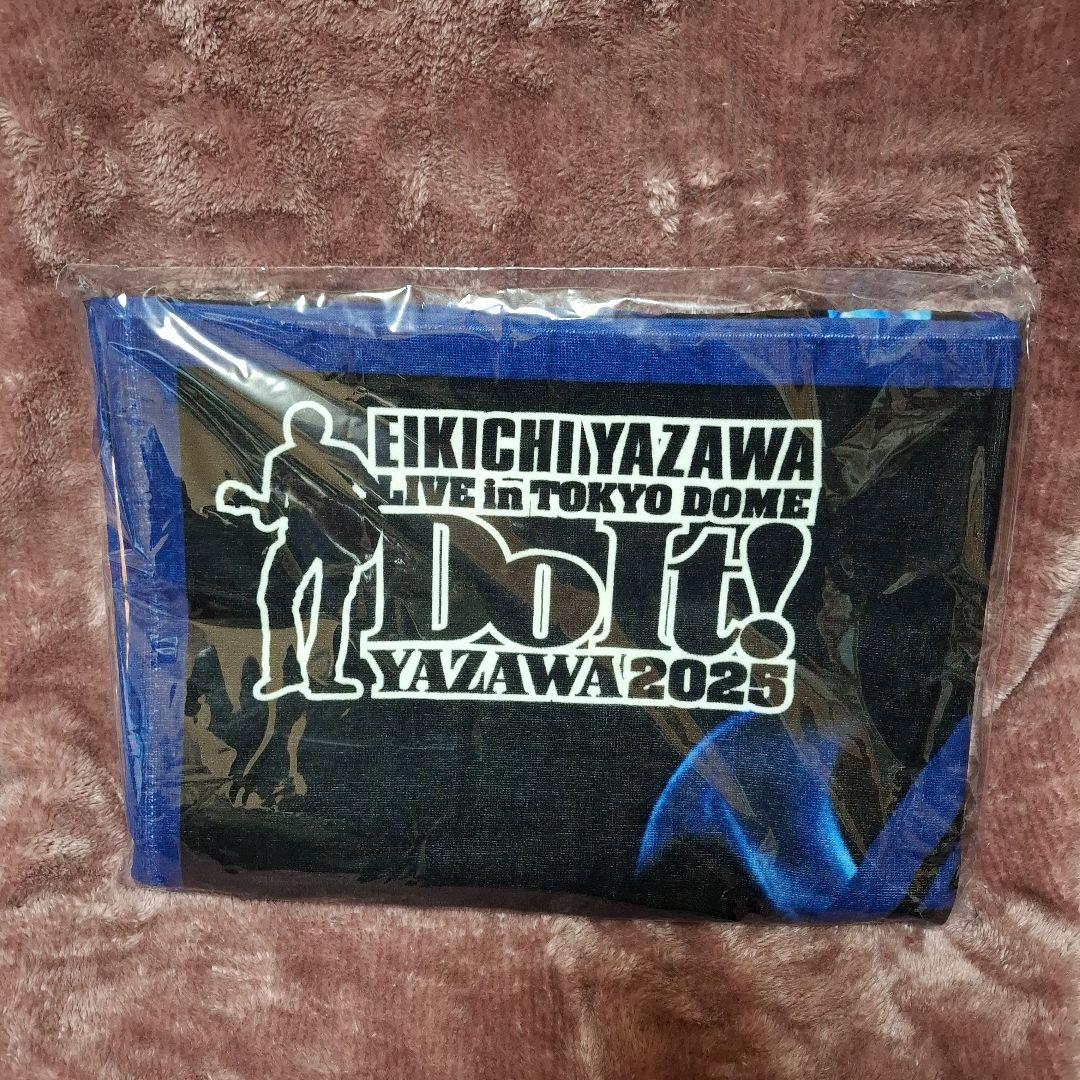 EIKICHI YAZAWA
LIVE in TOKYO DOME
Do It!
YAZAWA 2025